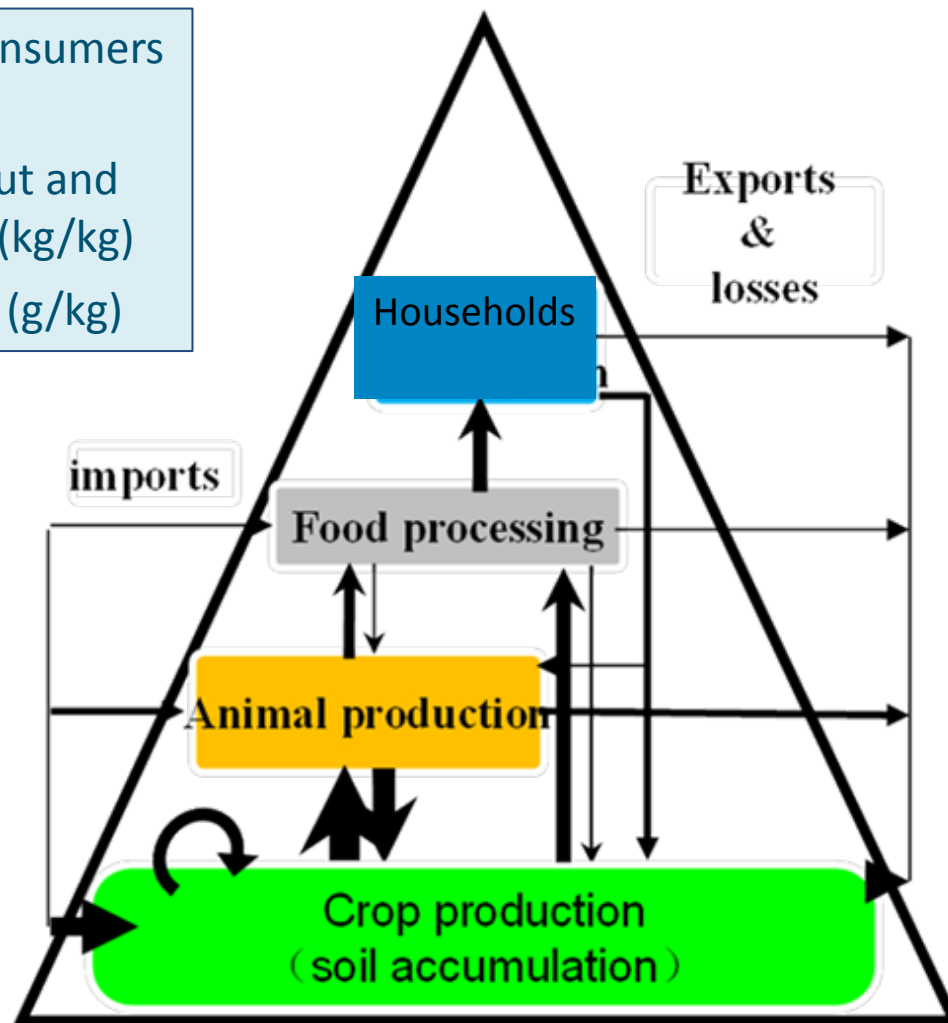 nsumers
ut and
(kg/kg)
(g/kg)
Exports
&
losses
Households
imports
Food processing
Animal production
Crop production
（soil accumulation）